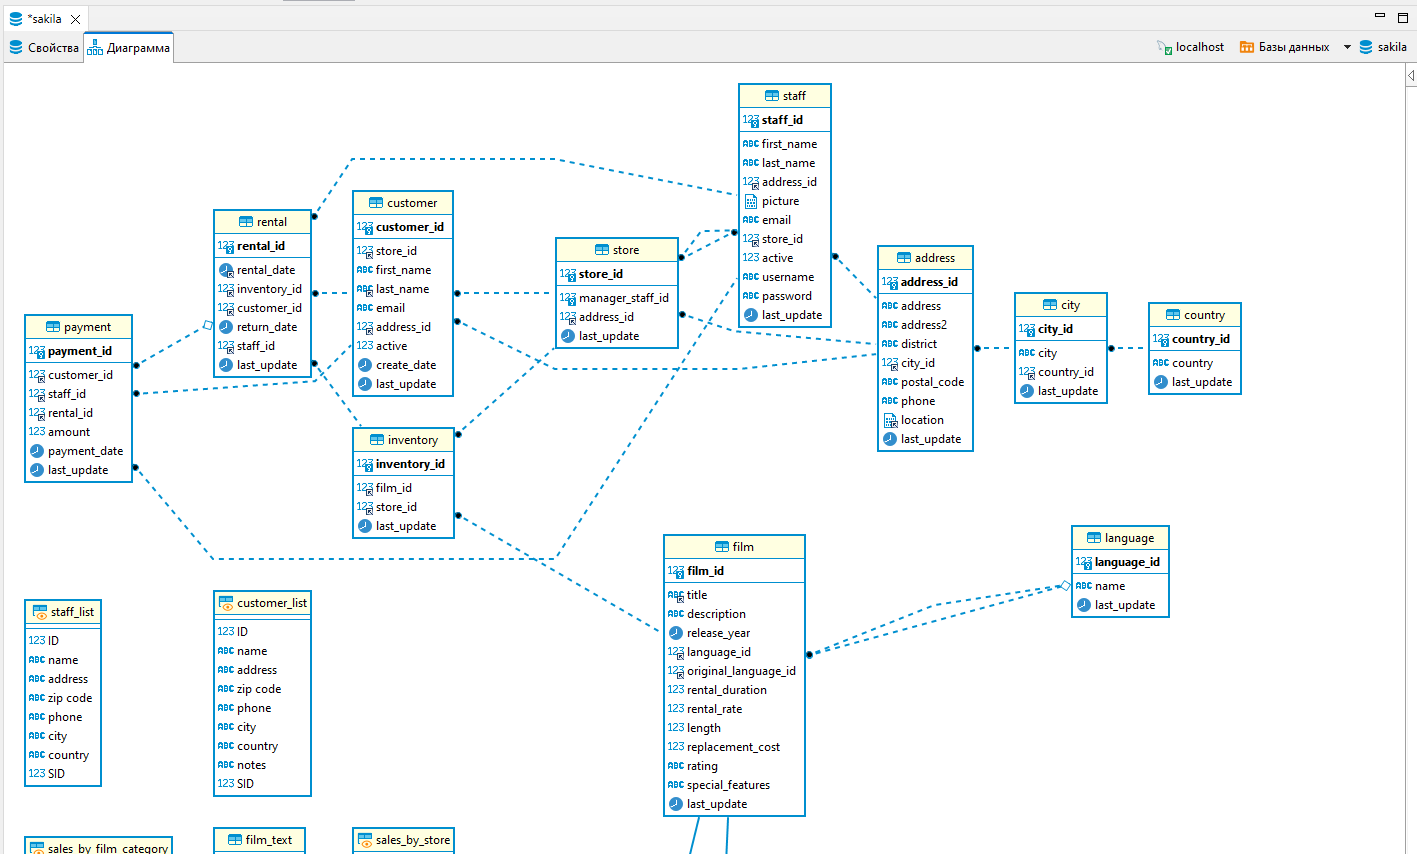 *sakila
Свойства
Диаграмма
localhost
Базы данных
sakila
staff
staff_id
first_name
last_name
address_id
picture
email
store_id
active
username
password
last_update
customer
customer_id
store_id
first_name
last_name
email
address_id
active
create_date
last_update
rental
rental_id
rental_date
inventory_id
customer_id
return_date
staff_id
last_update
store
store_id
manager_staff_id
address_id
last_update
address
address_id
address
address2
district
city_id
postal_code
phone
location
last_update
city
city_id
city
country_id
last_update
country
country_id
country
last_update
payment
payment_id
customer_id
staff_id
rental_id
amount
payment_date
last_update
inventory
inventory_id
film_id
store_id
last_update
film
film_id
title
description
release_year
language_id
original_language_id
rental_duration
rental_rate
length
replacement_cost
rating
special_features
last_update
language
language_id
name
last_update
staff_list
ID
name
address
zip code
phone
city
country
SID
customer_list
ID
name
address
zip code
phone
city
country
notes
SID
sales_by_film_category
film_text
sales_by_store